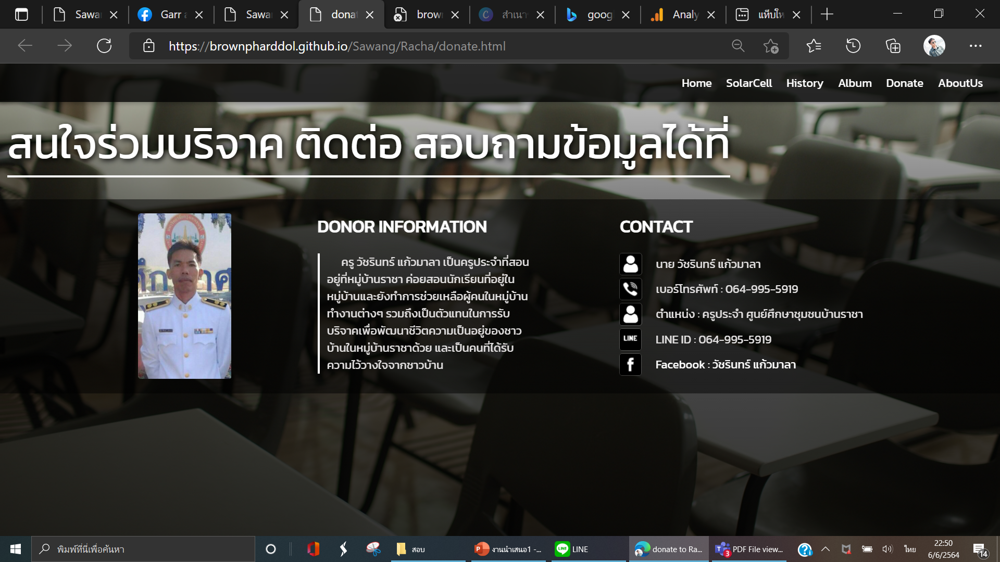 Sawa
Garr a
Sawa
donat
brow
สำเนา
goog
Analy
แท็บให
https://brownpharddol.github.io/Sawang/Racha/donate.html
Home SolarCell History Album Donate AboutUs
สนใจร่วมบริจาค ติดต่อ สอบถามข้อมูลได้ที่
DONOR INFORMATION
ครู วัชรินทร์ แก้วมาลา เป็นครูประจำที่สอน
อยู่ที่หมู่บ้านราชา ค่อยสอนนักเรียนที่อยู่ใน
หมู่บ้านและยังทำการช่วยเหลือผู้คนในหมู่บ้าน
ทำงานต่างๆ รวมถึงเป็นตัวแทนในการรับ
บริจาคเพื่อพัฒนาชีวิตความเป็นอยู่ของชาว
บ้านในหมู่บ้านราชาด้วย และเป็นคนที่ได้รับ
ความไว้วางใจจากชาวบ้าน
CONTACT
นาย วัชรินทร์ แก้วมาลา
เบอร์โทรศัพท์ : 064-995-5919
ตำแหน่ง : ครูประจำ ศูนย์ศึกษาชุมชนบ้านราชา
LINE
LINE ID : 064-995-5919
Facebook : วัชรินทร์ แก้วมาลา
พิมพ์ที่นี่เพื่อค้นหา
สอบ
งานนำเสนอ1 -...
LINE
donate to Ra...
3
PDF File view...
ไทย
22:50
6/6/2564
14